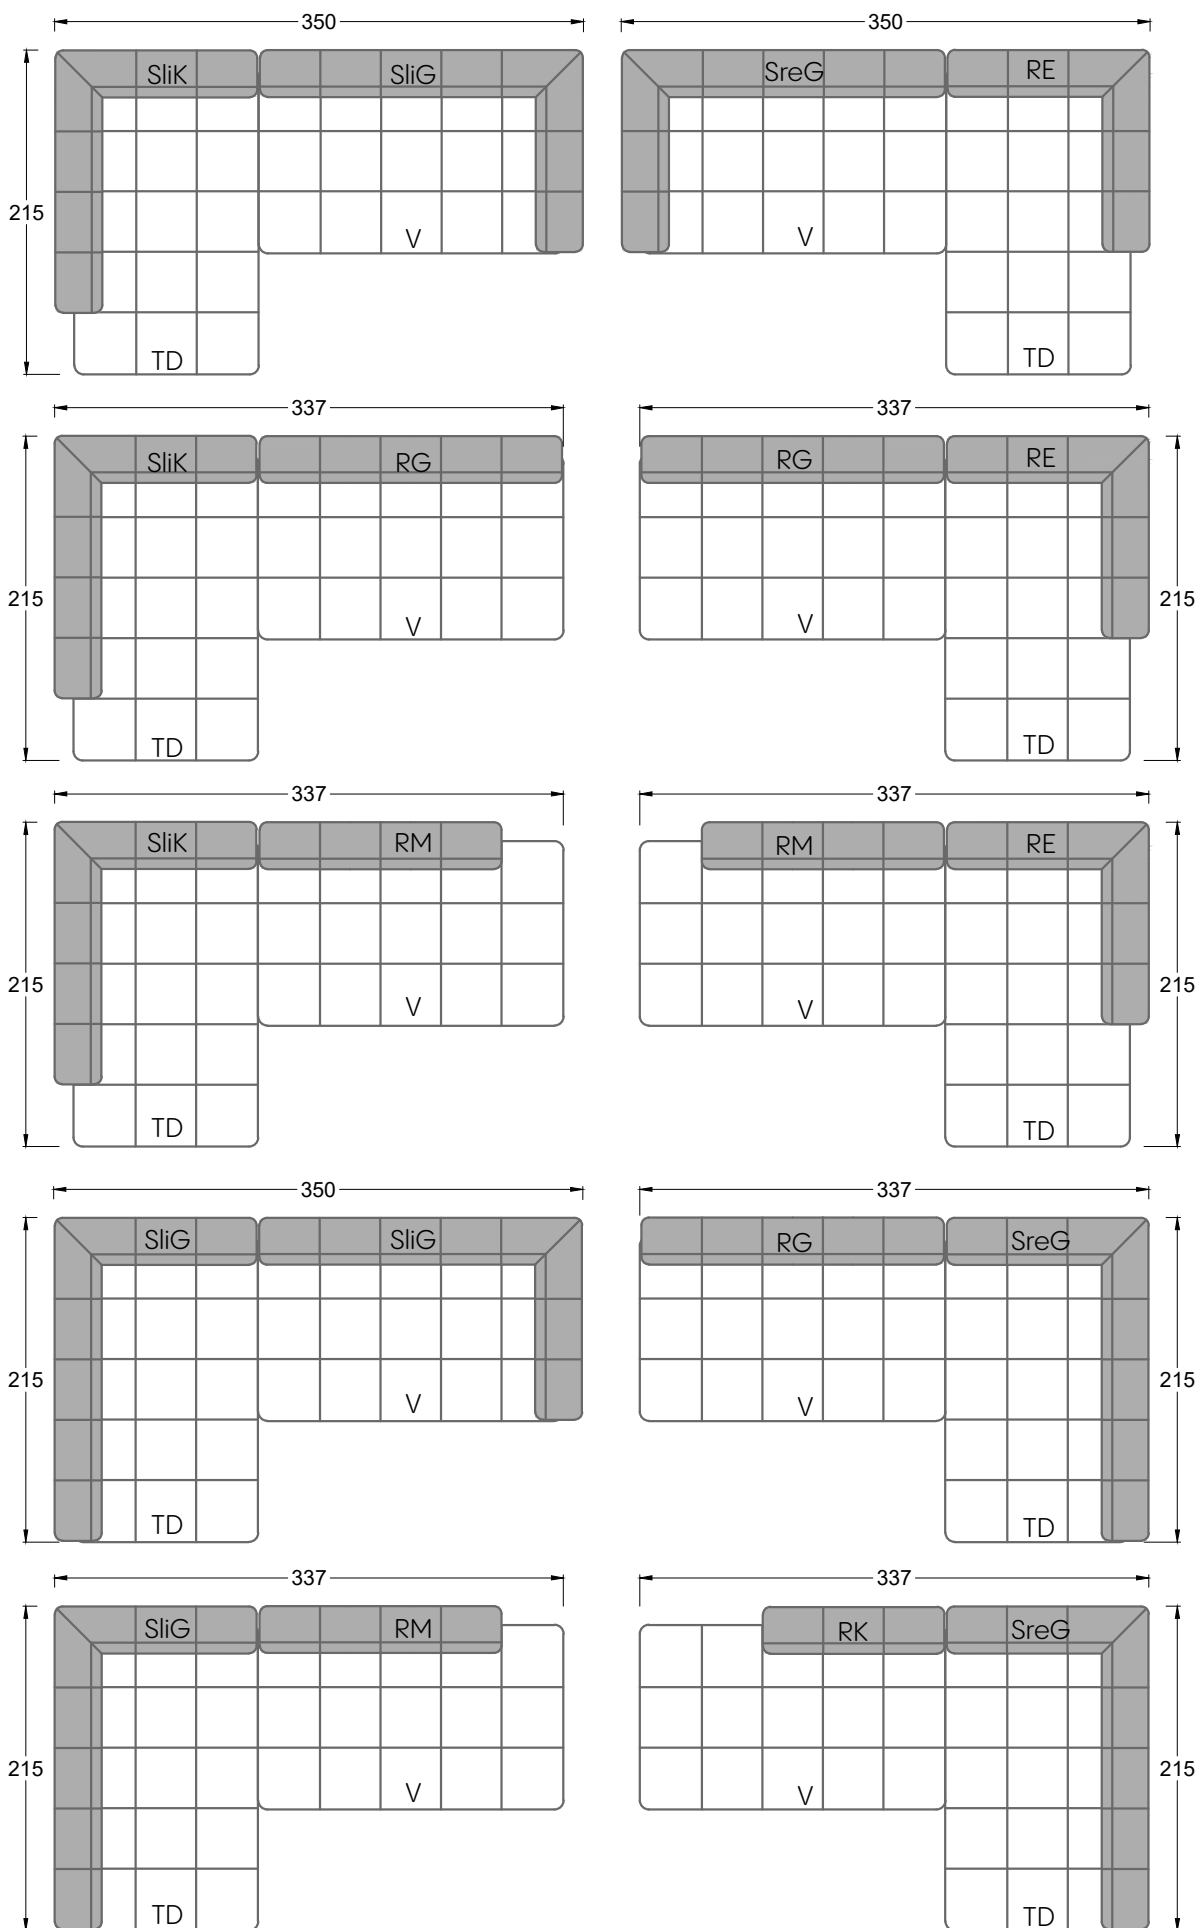 350 350
SliK SliG SreG RE
215
V V
TD TD
337 337
SliK RG RG RE
215 215
V V
TD TD
337 337
SliK RM RM RE
215 215
V V
TD TD
350 337
SliG SliG RG SreG
215 215
V V
TD TD
337 337
SliG RM RK SreG
215 215
V V
TD TD